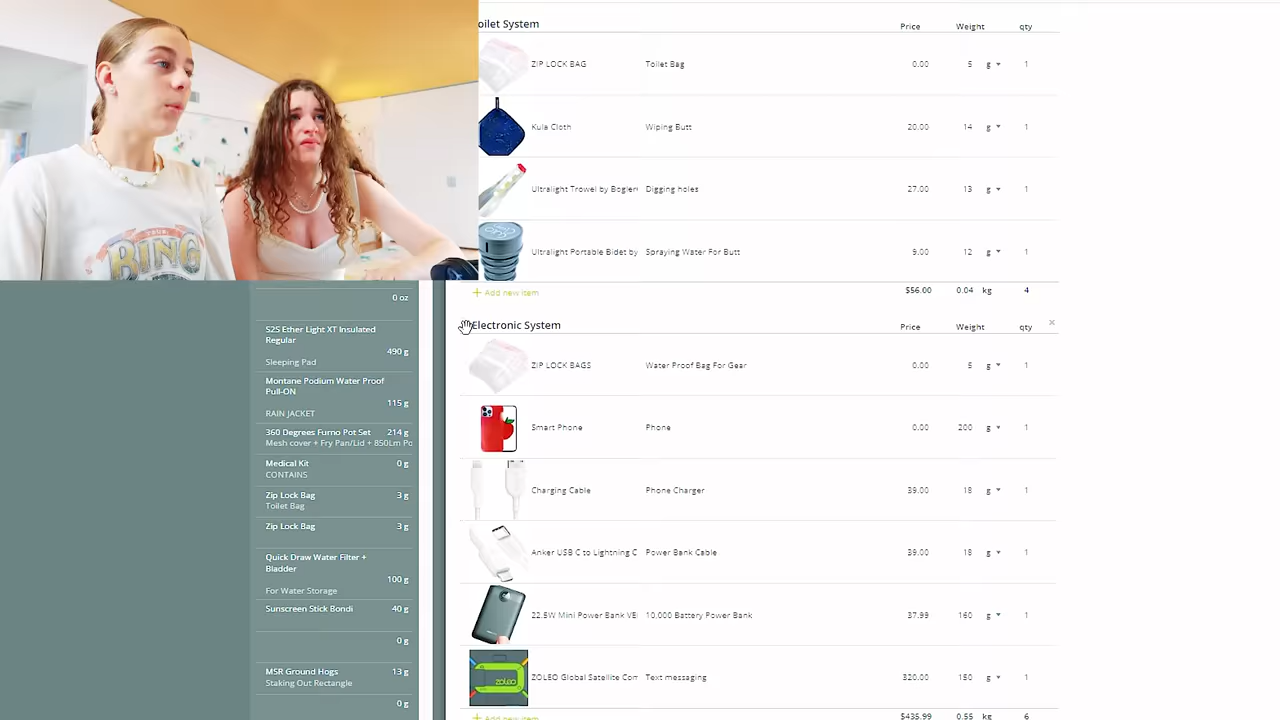 BING
oilet System
Price
Weight
qty
ZIP LOCK BAG
Toilet Bag
0.00
5
g
1
Kula Cloth
Wiping Butt
20.00
14
g
1
Ultralight Trowel by Bogler
Digging holes
27.00
13
g
1
Ultralight Portable Bidet by
Spraying Water For Butt
9.00
12
g
1
Add new item
$56.00
0.04
kg
4
Electronic System
Price
Weight
qty
ZIP LOCK BAGS
Water Proof Bag For Gear
0.00
5
g
1
Smart Phone
Phone
0.00
200
g
1
Charging Cable
Phone Charger
39.00
18
g
1
Anker USB C to Lightning C
Power Bank Cable
39.00
18
g
1
22.5W Mini Power Bank VE
10,000 Battery Power Bank
37.99
160
g
1
zoleo
ZOLEO Global Satellite Com
Text messaging
320.00
150
g
1
Add new item
$435.99
0.55
kg
6
0 oz
S2S Ether Light XT Insulated
Regular
490 g
Sleeping Pad
Montane Podium Water Proof
Pull-ON
115 g
RAIN JACKET
360 Degrees Furno Pot Set
214 g
Mesh cover + Fry Pan/Lid + 850Lm Po
Medical Kit
0 g
CONTAINS
Zip Lock Bag
3 g
Toilet Bag
Zip Lock Bag
3 g
Quick Draw Water Filter +
Bladder
100 g
For Water Storage
Sunscreen Stick Bondi
40 g
0 g
MSR Ground Hogs
13 g
Staking Out Rectangle
0 g